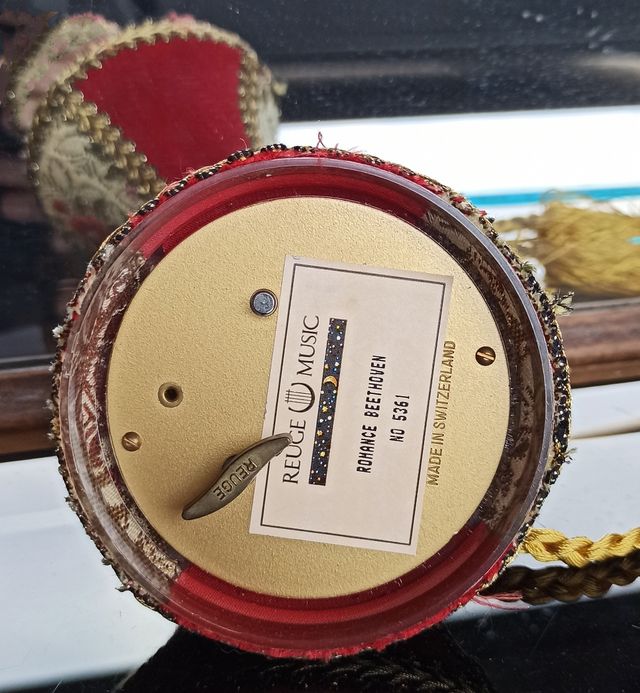 REUGE MUSIC
ROMANCE BEETHOVEN
NO 5361
MADE IN SWITZERLAND
REUGE